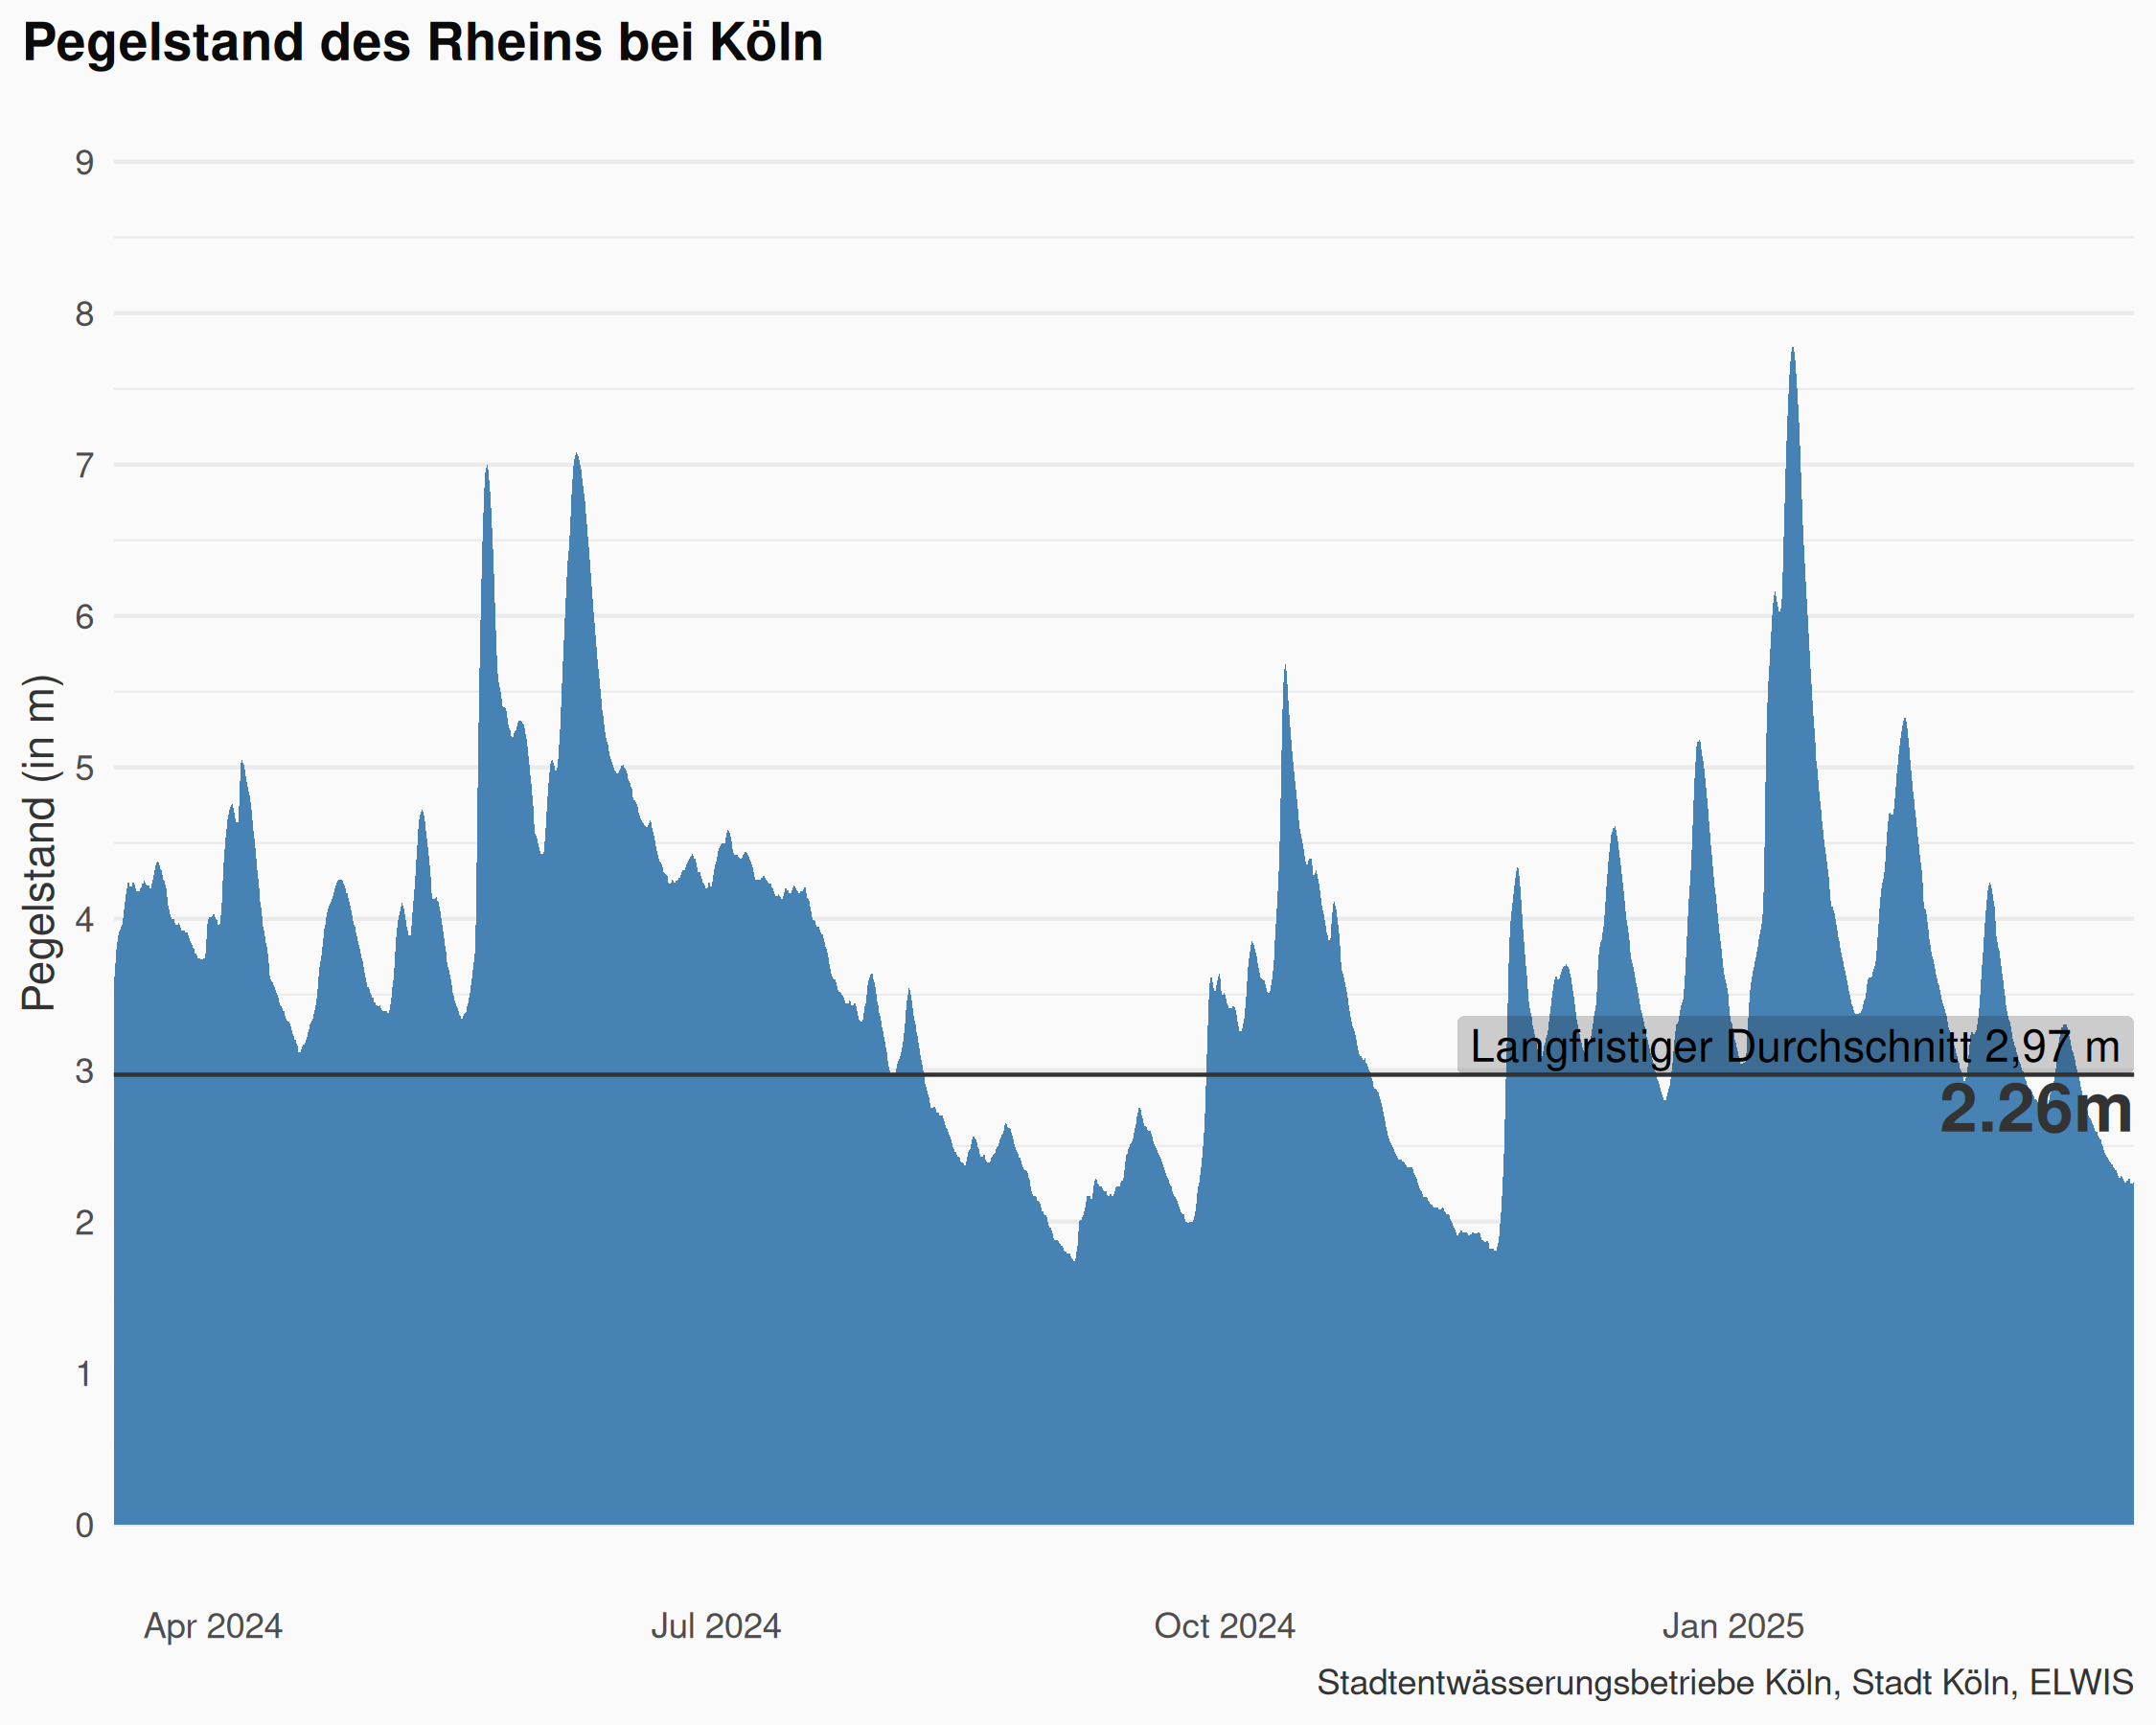 Pegelstand des Rheins bei Köln
Pegelstand (in m)
9
8
7
6
5
4
3
2
1
0
Langfristiger Durchschnitt 2,97 m
2.26m
Apr 2024
Jul 2024
Oct 2024
Jan 2025
Stadtentwässerungsbetriebe Köln, Stadt Köln, ELWIS